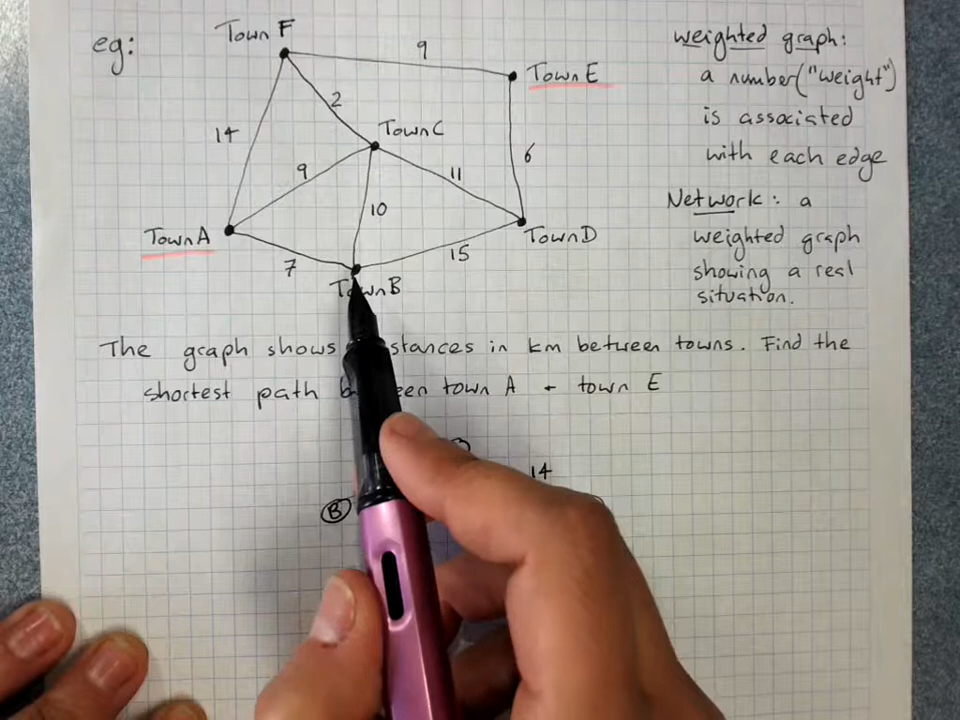 eg:
Town F
9
Town E
2
Town C
14
9
11
6
10
Town A
Town D
15
7
Town B
weighted graph:
a number ("weight")
is associated
with each edge
Network: a
weighted graph
showing a real
situation.
The graph shows stances in km between towns. Find the
shortest path b een town A + town E
14
B